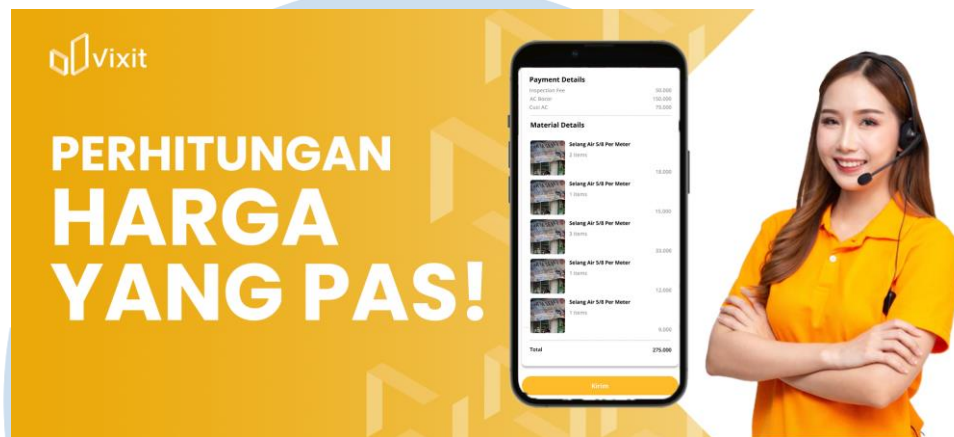 Vixit
PERHITUNGAN
HARGA
YANG PAS!
Payment Details
Inspection Fee 50.000
AC Bocor 150.000
Cuci AC 75.000
Material Details
Selang Air 5/8 Per Meter
2 items
18.000
Selang Air 5/8 Per Meter
1 items
15.000
Selang Air 5/8 Per Meter
3 items
33.000
Selang Air 5/8 Per Meter
1 items
12.000
Selang Air 5/8 Per Meter
1 items
9.000
Total 275.000
Kirim